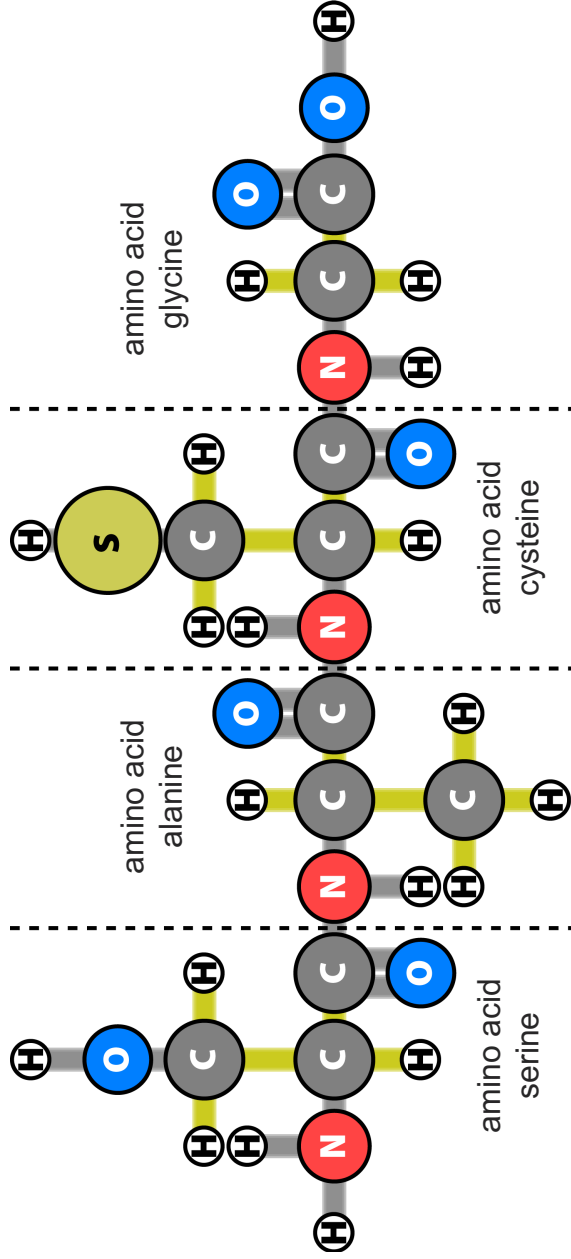 H H
O S
amino acid
alanine
amino acid
glycine
H C H H C H
H H O H H O
H N C C N C C N C C N C C O H
H O H H O H H
H C H
amino acid
serine
amino acid
cysteine
H